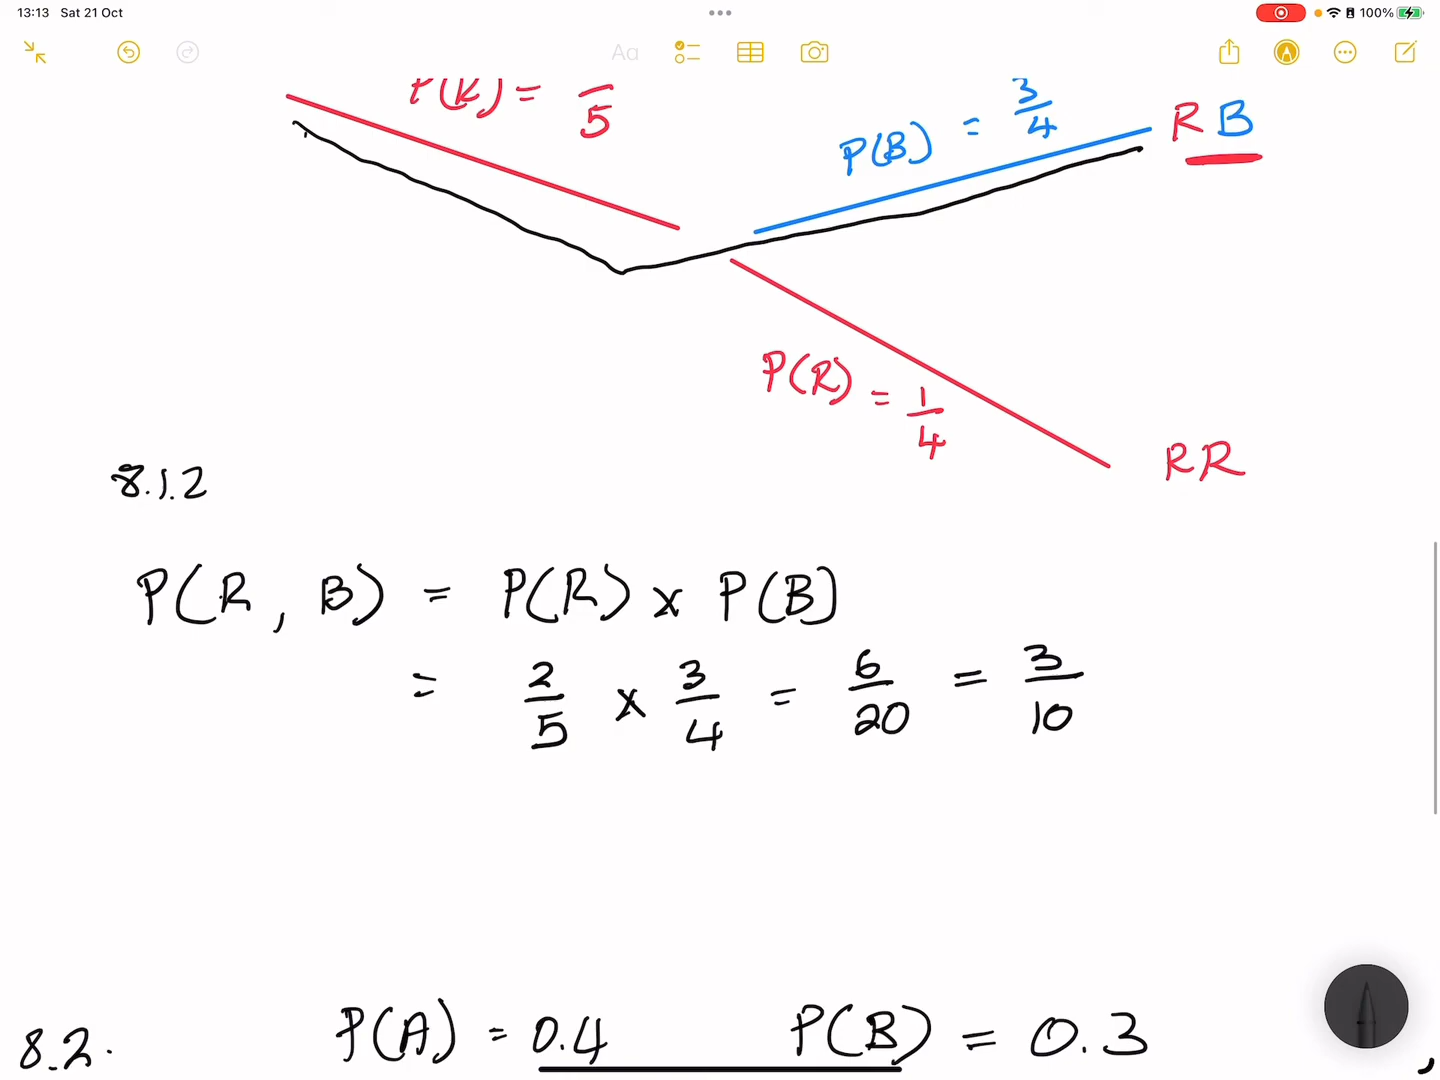 13:13 Sat 21 Oct
100%
Aa
P(R) = — 5
P(B) = 3/4
R B
P(R) = 1/4
RR
8.1.2
P(R , B) = P(R) x P(B)
= 2/5 x 3/4 = 6/20 = 3/10
8.2. P(A) = 0.4 P(B) = 0.3 ,